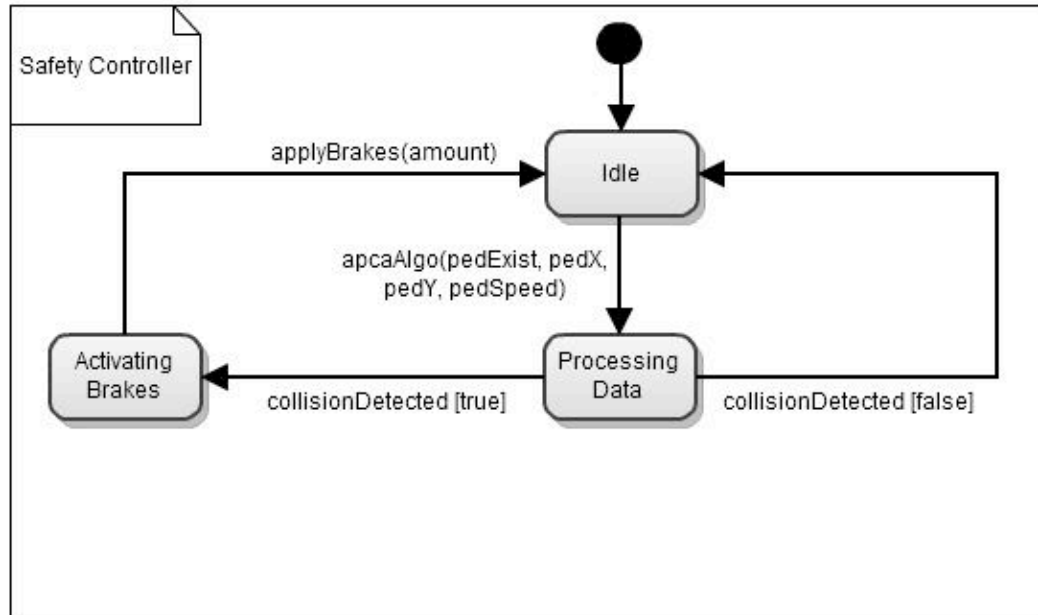 Safety Controller
applyBrakes(amount)
Idle
apcaAlgo(pedExist, pedX,
pedY, pedSpeed)
Activating
Brakes
Processing
Data
collisionDetected [true]
collisionDetected [false]